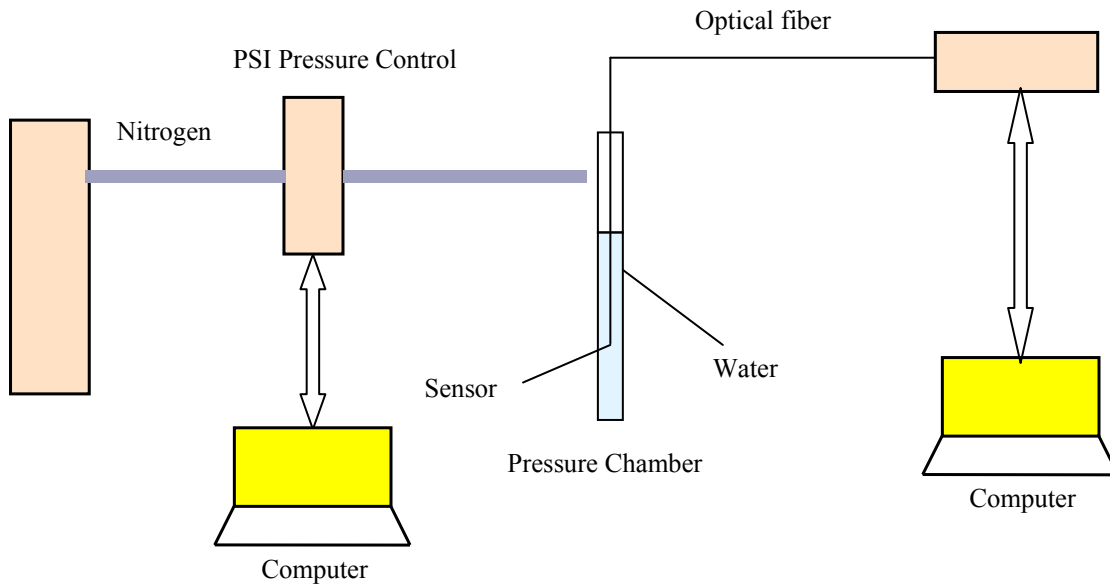 Optical fiber
PSI Pressure Control
Nitrogen
Water
Sensor
Pressure Chamber
Computer
Computer